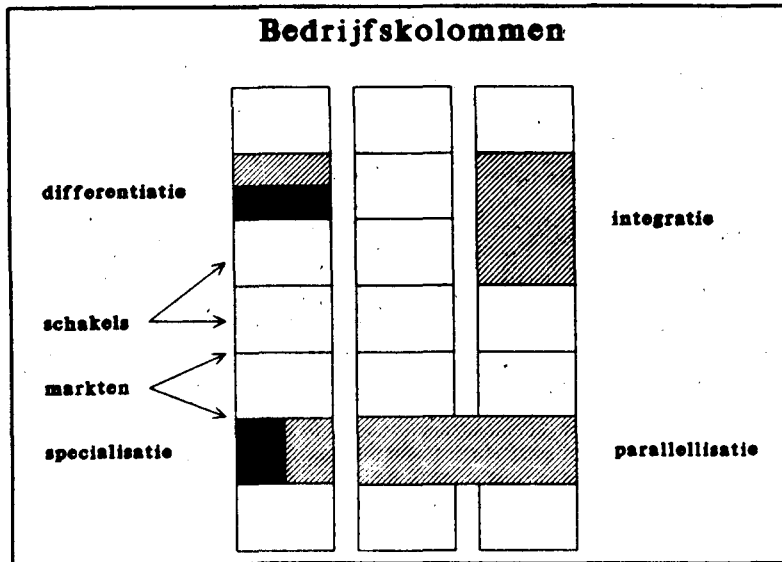 Bedrijfskolommen
differentiatie
integratie
schakels
markten
specialisatie
parallellisatie